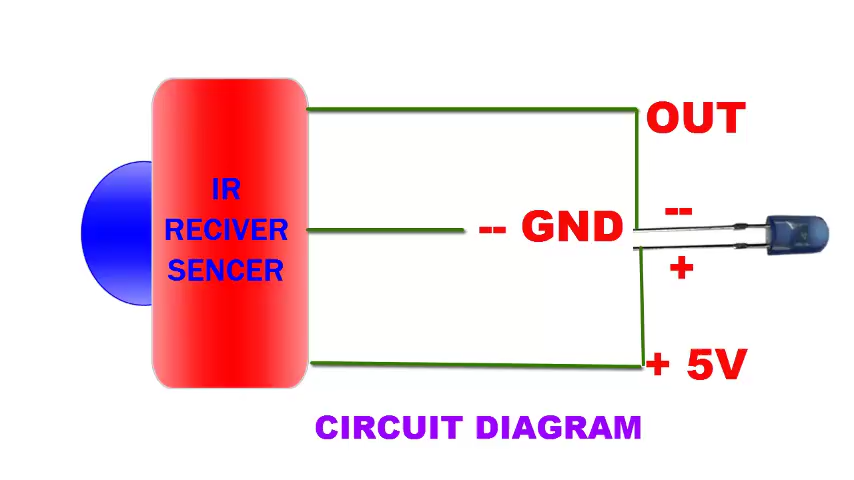 OUT
IR
RECIVER
SENCER
-- GND
--
+
+ 5V
CIRCUIT DIAGRAM